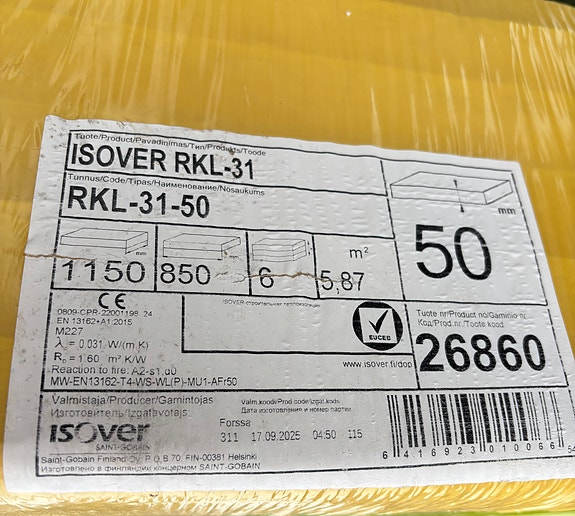 Tuote/Product/Pavadinimas/Тип/Produkts/Toode
ISOVER RKL-31
Tunnus/Code/Tipas/Наименование/Nosaukums
RKL-31-50
mm
50
mm
1150
850
6
m²
5,87
CE
0809-CPR-22001198 24
EN 13162+A1:2015
M227
λ = 0.031 W/(m.K)
R = 1.60 m².K/W
Reaction to fire: A2-s1,d0
MW-EN13162-T4-WS-WL(P)-MU1-AFr50
ISOVER-строительная теплоизоляция
EUCEB
www.isover.fi/dop
Tuote nr/Product no/Gaminio nr.
Код/Prod.nr./Toote kood
26860
Valmistaja/Producer/Gamintojas
Изготовитель/Izgatavotājs
Valm.koodi/Prod code/Izgat.kods
Дата изготовления и номер партии
Forssa
311 17.09.2025 04:50 115
isover
SAINT-GOBAIN
Saint-Gobain Finland Oy, P.O.B 70, FIN-00381 Helsinki
Изготовлено в финляндии концерном SAINT-GOBAIN
6 416923 010066